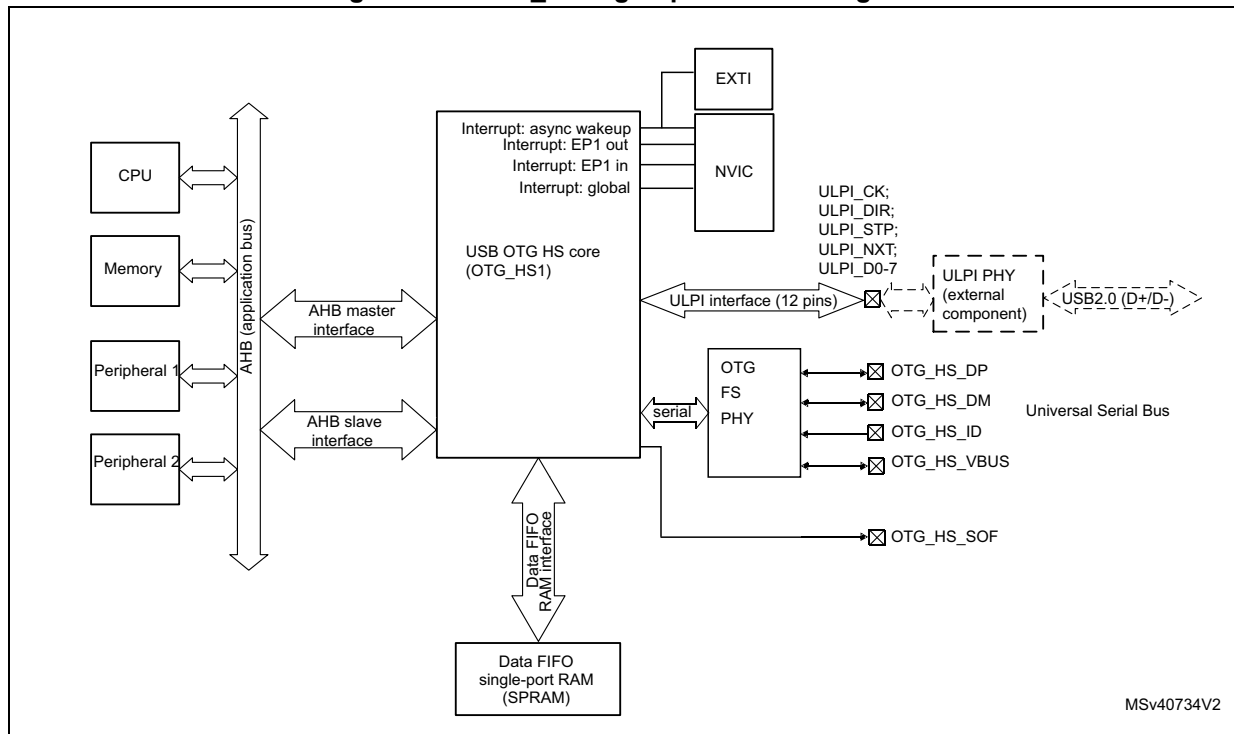 EXTI
Interrupt: async wakeup
Interrupt: EP1 out
Interrupt: EP1 in
Interrupt: global
NVIC
CPU
Memory
Peripheral 1
Peripheral 2
AHB (application bus)
AHB master
interface
AHB slave
interface
USB OTG HS core
(OTG_HS1)
ULPI_CK;
ULPI_DIR;
ULPI_STP;
ULPI_NXT;
ULPI_D0-7
ULPI interface (12 pins)
ULPI PHY
(external
component)
USB2.0 (D+/D-)
serial
OTG
FS
PHY
OTG_HS_DP
OTG_HS_DM
OTG_HS_ID
OTG_HS_VBUS
Universal Serial Bus
OTG_HS_SOF
Data FIFO
RAM interface
Data FIFO
single-port RAM
(SPRAM)
MSv40734V2